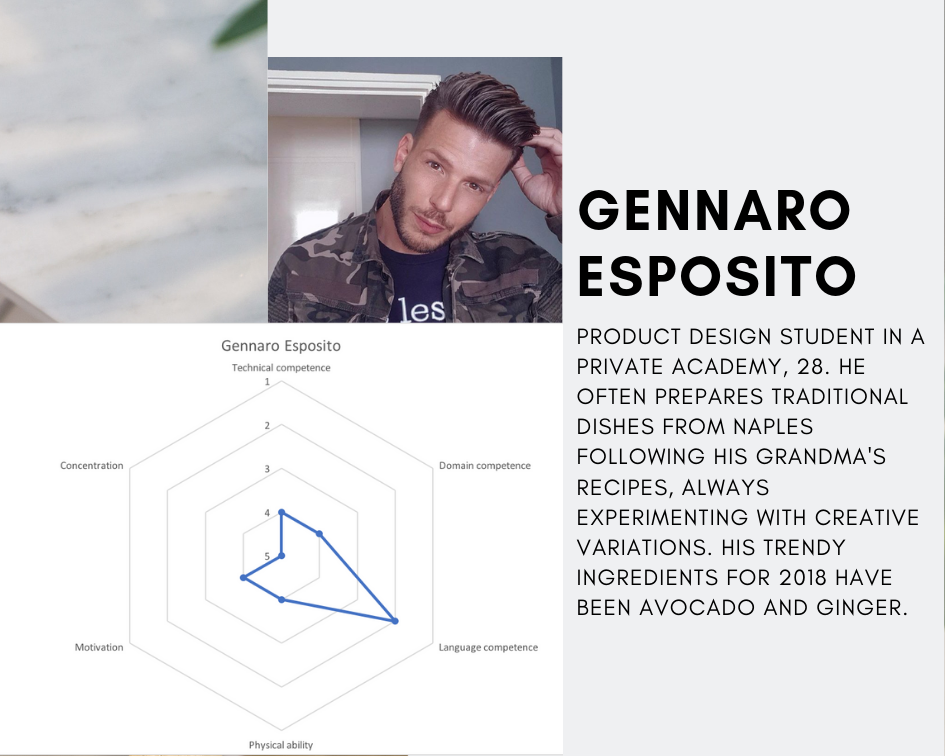 les
GENNARO
ESPOSITO
PRODUCT DESIGN STUDENT IN A
PRIVATE ACADEMY, 28. HE
OFTEN PREPARES TRADITIONAL
DISHES FROM NAPLES
FOLLOWING HIS GRANDMA'S
RECIPES, ALWAYS
EXPERIMENTING WITH CREATIVE
VARIATIONS. HIS TRENDY
INGREDIENTS FOR 2018 HAVE
BEEN AVOCADO AND GINGER.
Gennaro Esposito
Technical competence
1
2
3
4
5
Concentration
Domain competence
Motivation
Language competence
Physical ability